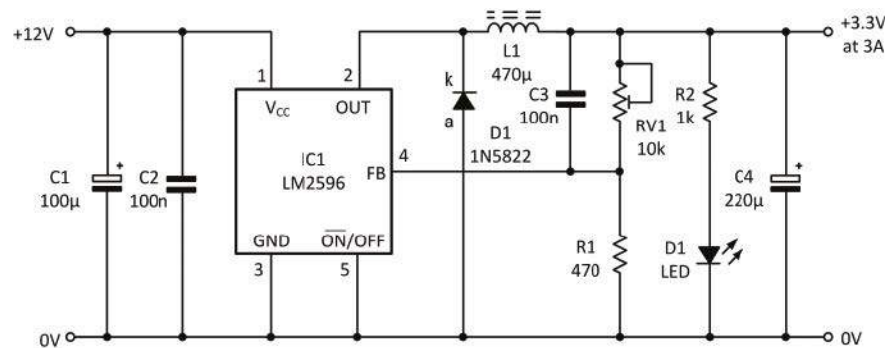 +12V
+3.3V
at 3A
L1
470µ
1
2
k
a
V_CC
OUT
C3
100n
R2
1k
RV1
10k
D1
1N5822
IC1
LM2596
4
FB
C1
100µ
+
C2
100n
C4
220µ
+
GND
ON/OFF
3
5
R1
470
D1
LED
0V
0V